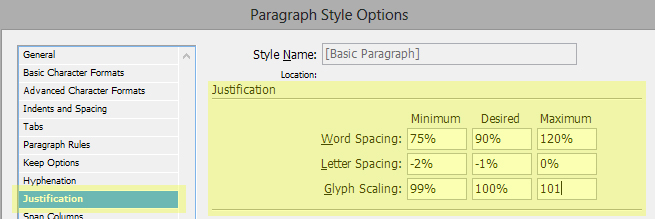 Paragraph Style Options
General
Basic Character Formats
Advanced Character Formats
Indents and Spacing
Tabs
Paragraph Rules
Keep Options
Hyphenation
Justification
Span Columns
Style Name: [Basic Paragraph]
Location:
Justification
Minimum Desired Maximum
Word Spacing: 75% 90% 120%
Letter Spacing: -2% -1% 0%
Glyph Scaling: 99% 100% 101